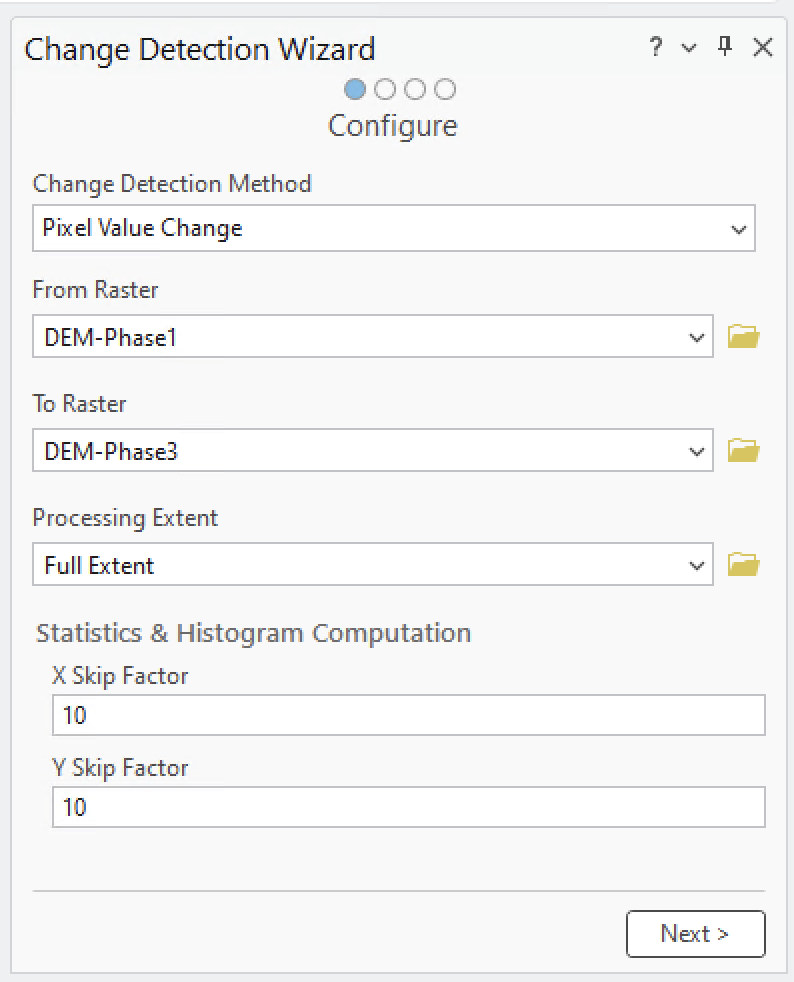 Change Detection Wizard ?
Configure
Change Detection Method
Pixel Value Change
From Raster
DEM-Phase1
To Raster
DEM-Phase3
Processing Extent
Full Extent
Statistics & Histogram Computation
X Skip Factor
10
Y Skip Factor
10
Next >